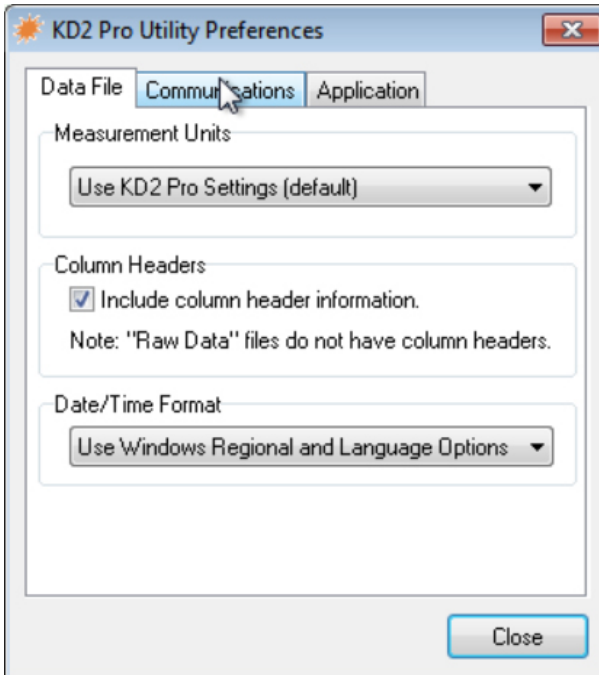 KD2 Pro Utility Preferences
Data File Communications Application
Measurement Units
Use KD2 Pro Settings (default)
Column Headers
Include column header information.
Note: "Raw Data" files do not have column headers.
Date/Time Format
Use Windows Regional and Language Options
Close